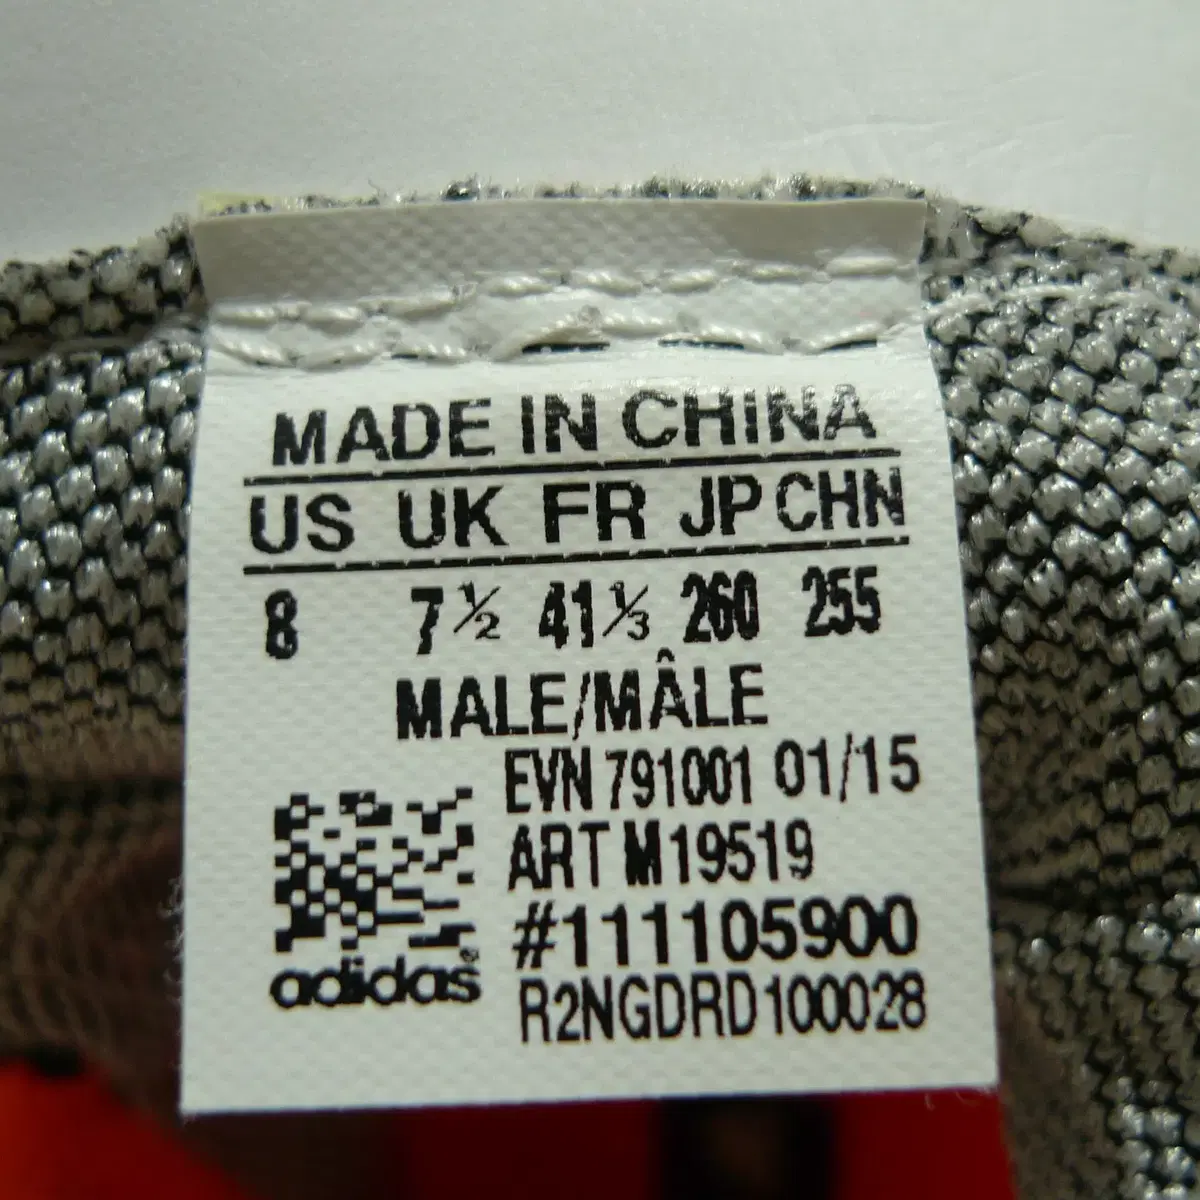 MADE IN CHINA
US UK FR JP CHN
8 7½ 41⅓ 260 255
MALE/MÂLE
EVN 791001 01/15
ART M19519
#111105900
adidas
R2NGDRD100028